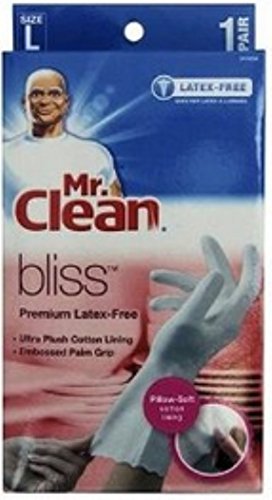 SIZE
L
1
PAIR
LATEX-FREE
Mr.
Clean®
bliss™
Premium Latex-Free
• Ultra Plush Cotton Lining
• Embossed Palm Grip
Pillow-Soft
cotton
lining